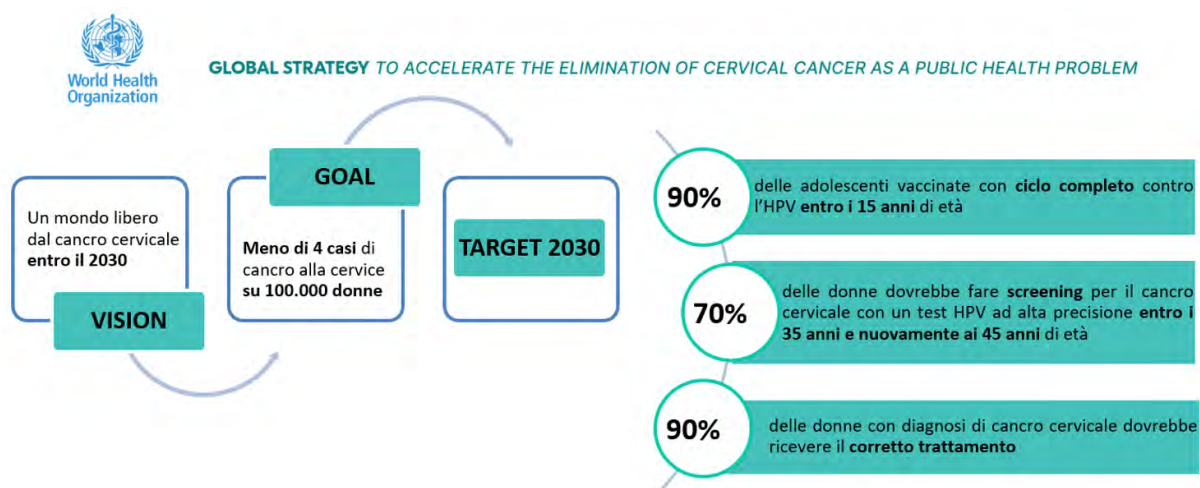 World Health
Organization
GLOBAL STRATEGY TO ACCELERATE THE ELIMINATION OF CERVICAL CANCER AS A PUBLIC HEALTH PROBLEM
Un mondo libero
dal cancro cervicale
entro il 2030
VISION
GOAL
Meno di 4 casi di
cancro alla cervice
su 100.000 donne
TARGET 2030
90%
delle adolescenti vaccinate con ciclo completo contro
l'HPV entro i 15 anni di età
70%
delle donne dovrebbe fare screening per il cancro
cervicale con un test HPV ad alta precisione entro i
35 anni e nuovamente ai 45 anni di età
90%
delle donne con diagnosi di cancro cervicale dovrebbe
ricevere il corretto trattamento